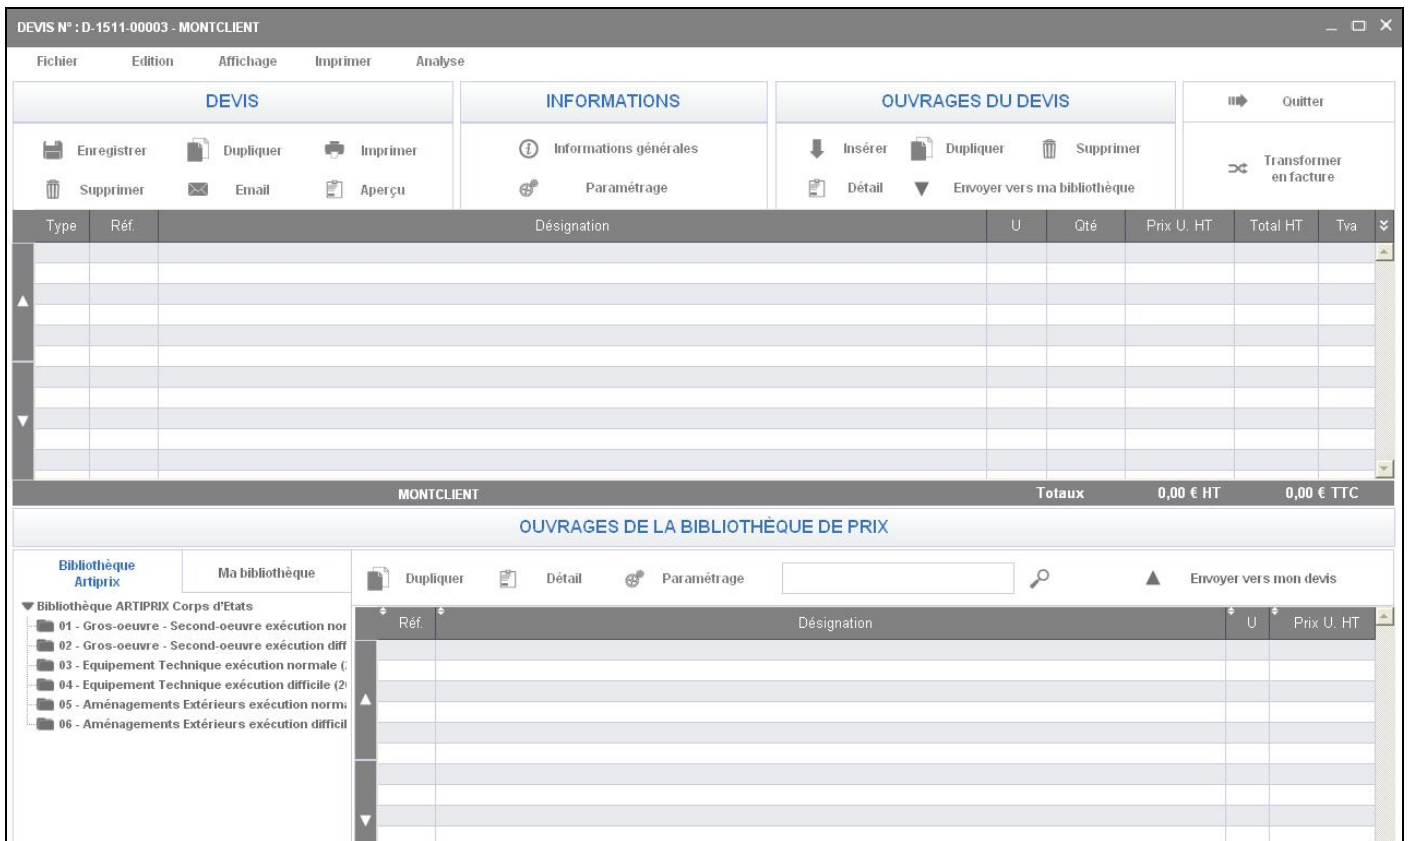 DEVIS N° : D-1511-00003 - MONTCLIENT
Fichier Edition Affichage Imprimer Analyse
DEVIS INFORMATIONS OUVRAGES DU DEVIS Quitter
Enregistrer Dupliquer Imprimer Informations générales Insérer Dupliquer Supprimer
Transformer
en facture
Supprimer Email Aperçu Paramétrage Détail Envoyer vers ma bibliothèque
Type Réf. Désignation U Qté Prix U. HT Total HT Tva
MONTCLIENT Totaux 0,00 € HT 0,00 € TTC
OUVRAGES DE LA BIBLIOTHÈQUE DE PRIX
Bibliothèque
Artiprix
Ma bibliothèque Dupliquer Détail Paramétrage Envoyer vers mon devis
Bibliothèque ARTIPRIX Corps d'Etats
Réf. Désignation U Prix U. HT
01 - Gros-oeuvre - Second-oeuvre exécution nor
02 - Gros-oeuvre - Second-oeuvre exécution diff
03 - Equipement Technique exécution normale (
04 - Equipement Technique exécution difficile (2
05 - Aménagements Extérieurs exécution norm
06 - Aménagements Extérieurs exécution difficil